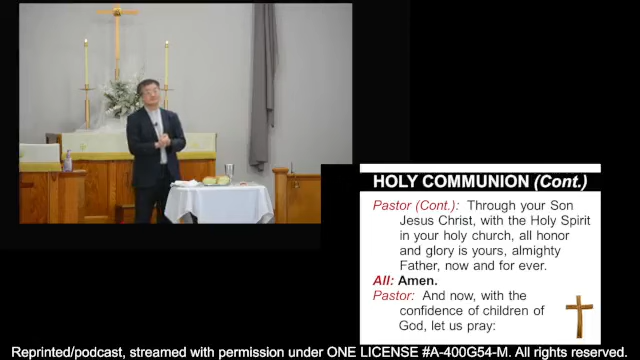 HOLY COMMUNION (Cont.)
Pastor (Cont.): Through your Son
Jesus Christ, with the Holy Spirit
in your holy church, all honor
and glory is yours, almighty
Father, now and for ever.
All: Amen.
Pastor: And now, with the
confidence of children of
God, let us pray:
Reprinted/podcast, streamed with permission under ONE LICENSE #A-400G54-M. All rights reserved.